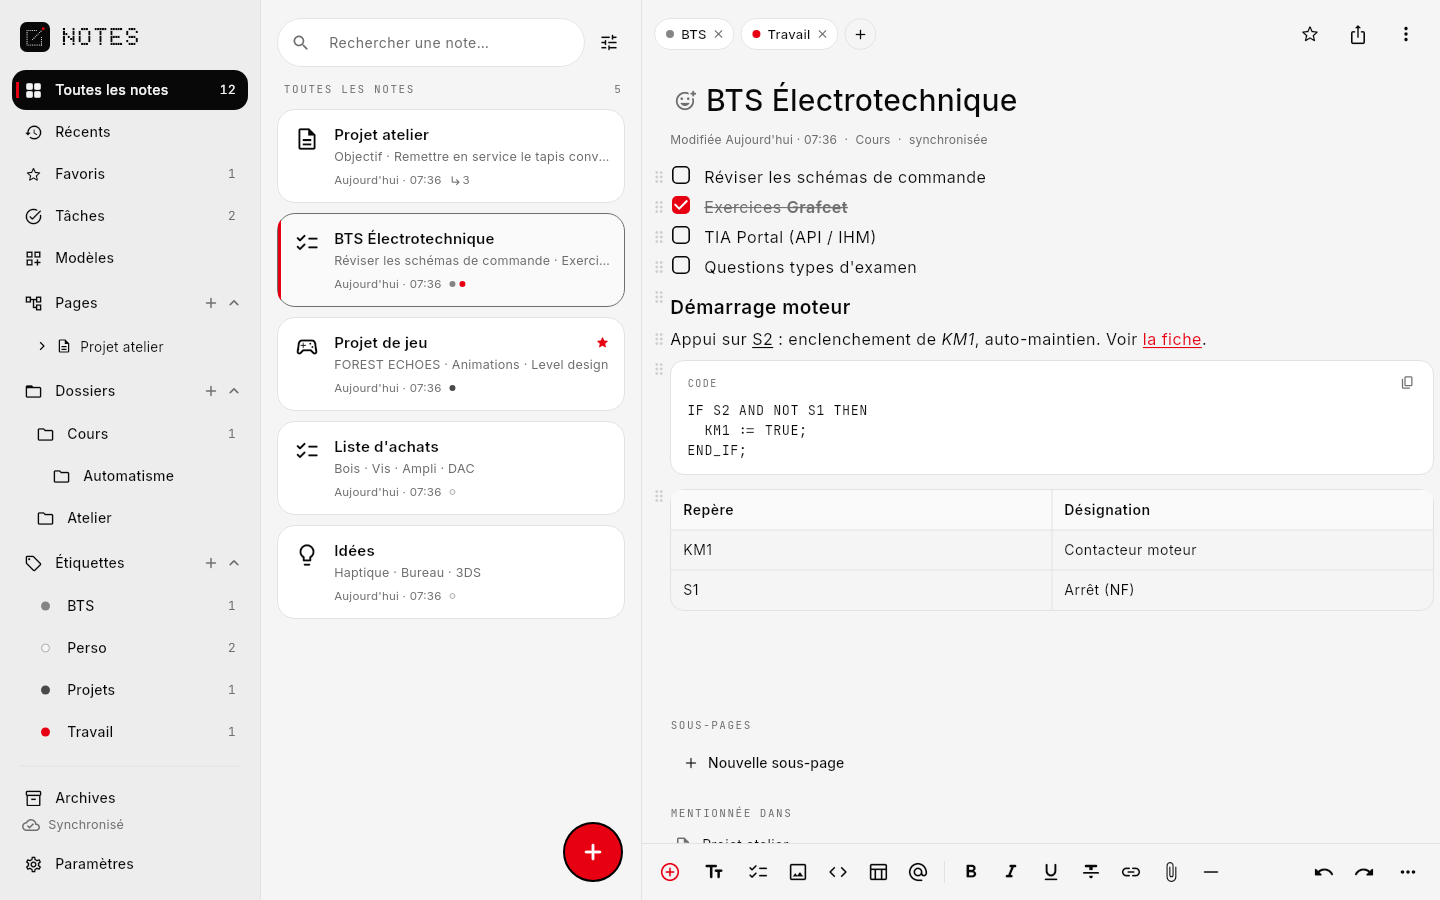 NOTES
Toutes les notes 12
Récents
Favoris 1
Tâches 2
Modèles
Pages
Projet atelier
Dossiers
Cours 1
Automatisme
Atelier
Étiquettes
BTS 1
Perso 2
Projets 1
Travail 1
Archives
Synchronisé
Paramètres
Rechercher une note...
TOUTES LES NOTES 5
Projet atelier
Objectif · Remettre en service le tapis conv...
Aujourd'hui · 07:36 3
BTS Électrotechnique
Réviser les schémas de commande · Exerci...
Aujourd'hui · 07:36
Projet de jeu
FOREST ECHOES · Animations · Level design
Aujourd'hui · 07:36
Liste d'achats
Bois · Vis · Ampli · DAC
Aujourd'hui · 07:36
Idées
Haptique · Bureau · 3DS
Aujourd'hui · 07:36
BTS Travail
BTS Électrotechnique
Modifiée Aujourd'hui · 07:36 · Cours · synchronisée
Réviser les schémas de commande
Exercices Grafcet
TIA Portal (API / IHM)
Questions types d'examen
Démarrage moteur
Appui sur S2 : enclenchement de KM1, auto-maintien. Voir la fiche.
CODE
IF S2 AND NOT S1 THEN
KM1 := TRUE;
END_IF;
Repère Désignation
KM1 Contacteur moteur
S1 Arrêt (NF)
SOUS-PAGES
Nouvelle sous-page
MENTIONNÉE DANS
Projet atelier
Tт B I U T